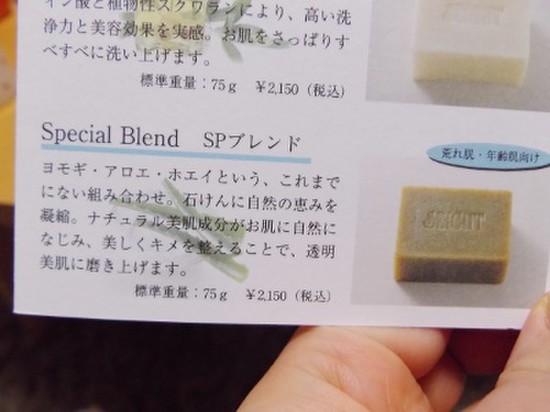 イン酸と植物性スクワランにより、高い洗
浄力と美容効果を実感。お肌をさっぱりす
べすべに洗い上げます。
標準重量：75g ¥2,150（税込）
Special Blend SPブレンド
荒れ肌・年齢肌向け
ヨモギ・アロエ・ホエイという、これまで
にない組み合わせ。石けんに自然の恵みを
凝縮。ナチュラル美肌成分がお肌に自然に
なじみ、美しくキメを整えることで、透明
美肌に磨き上げます。
標準重量：75g ¥2,150（税込）